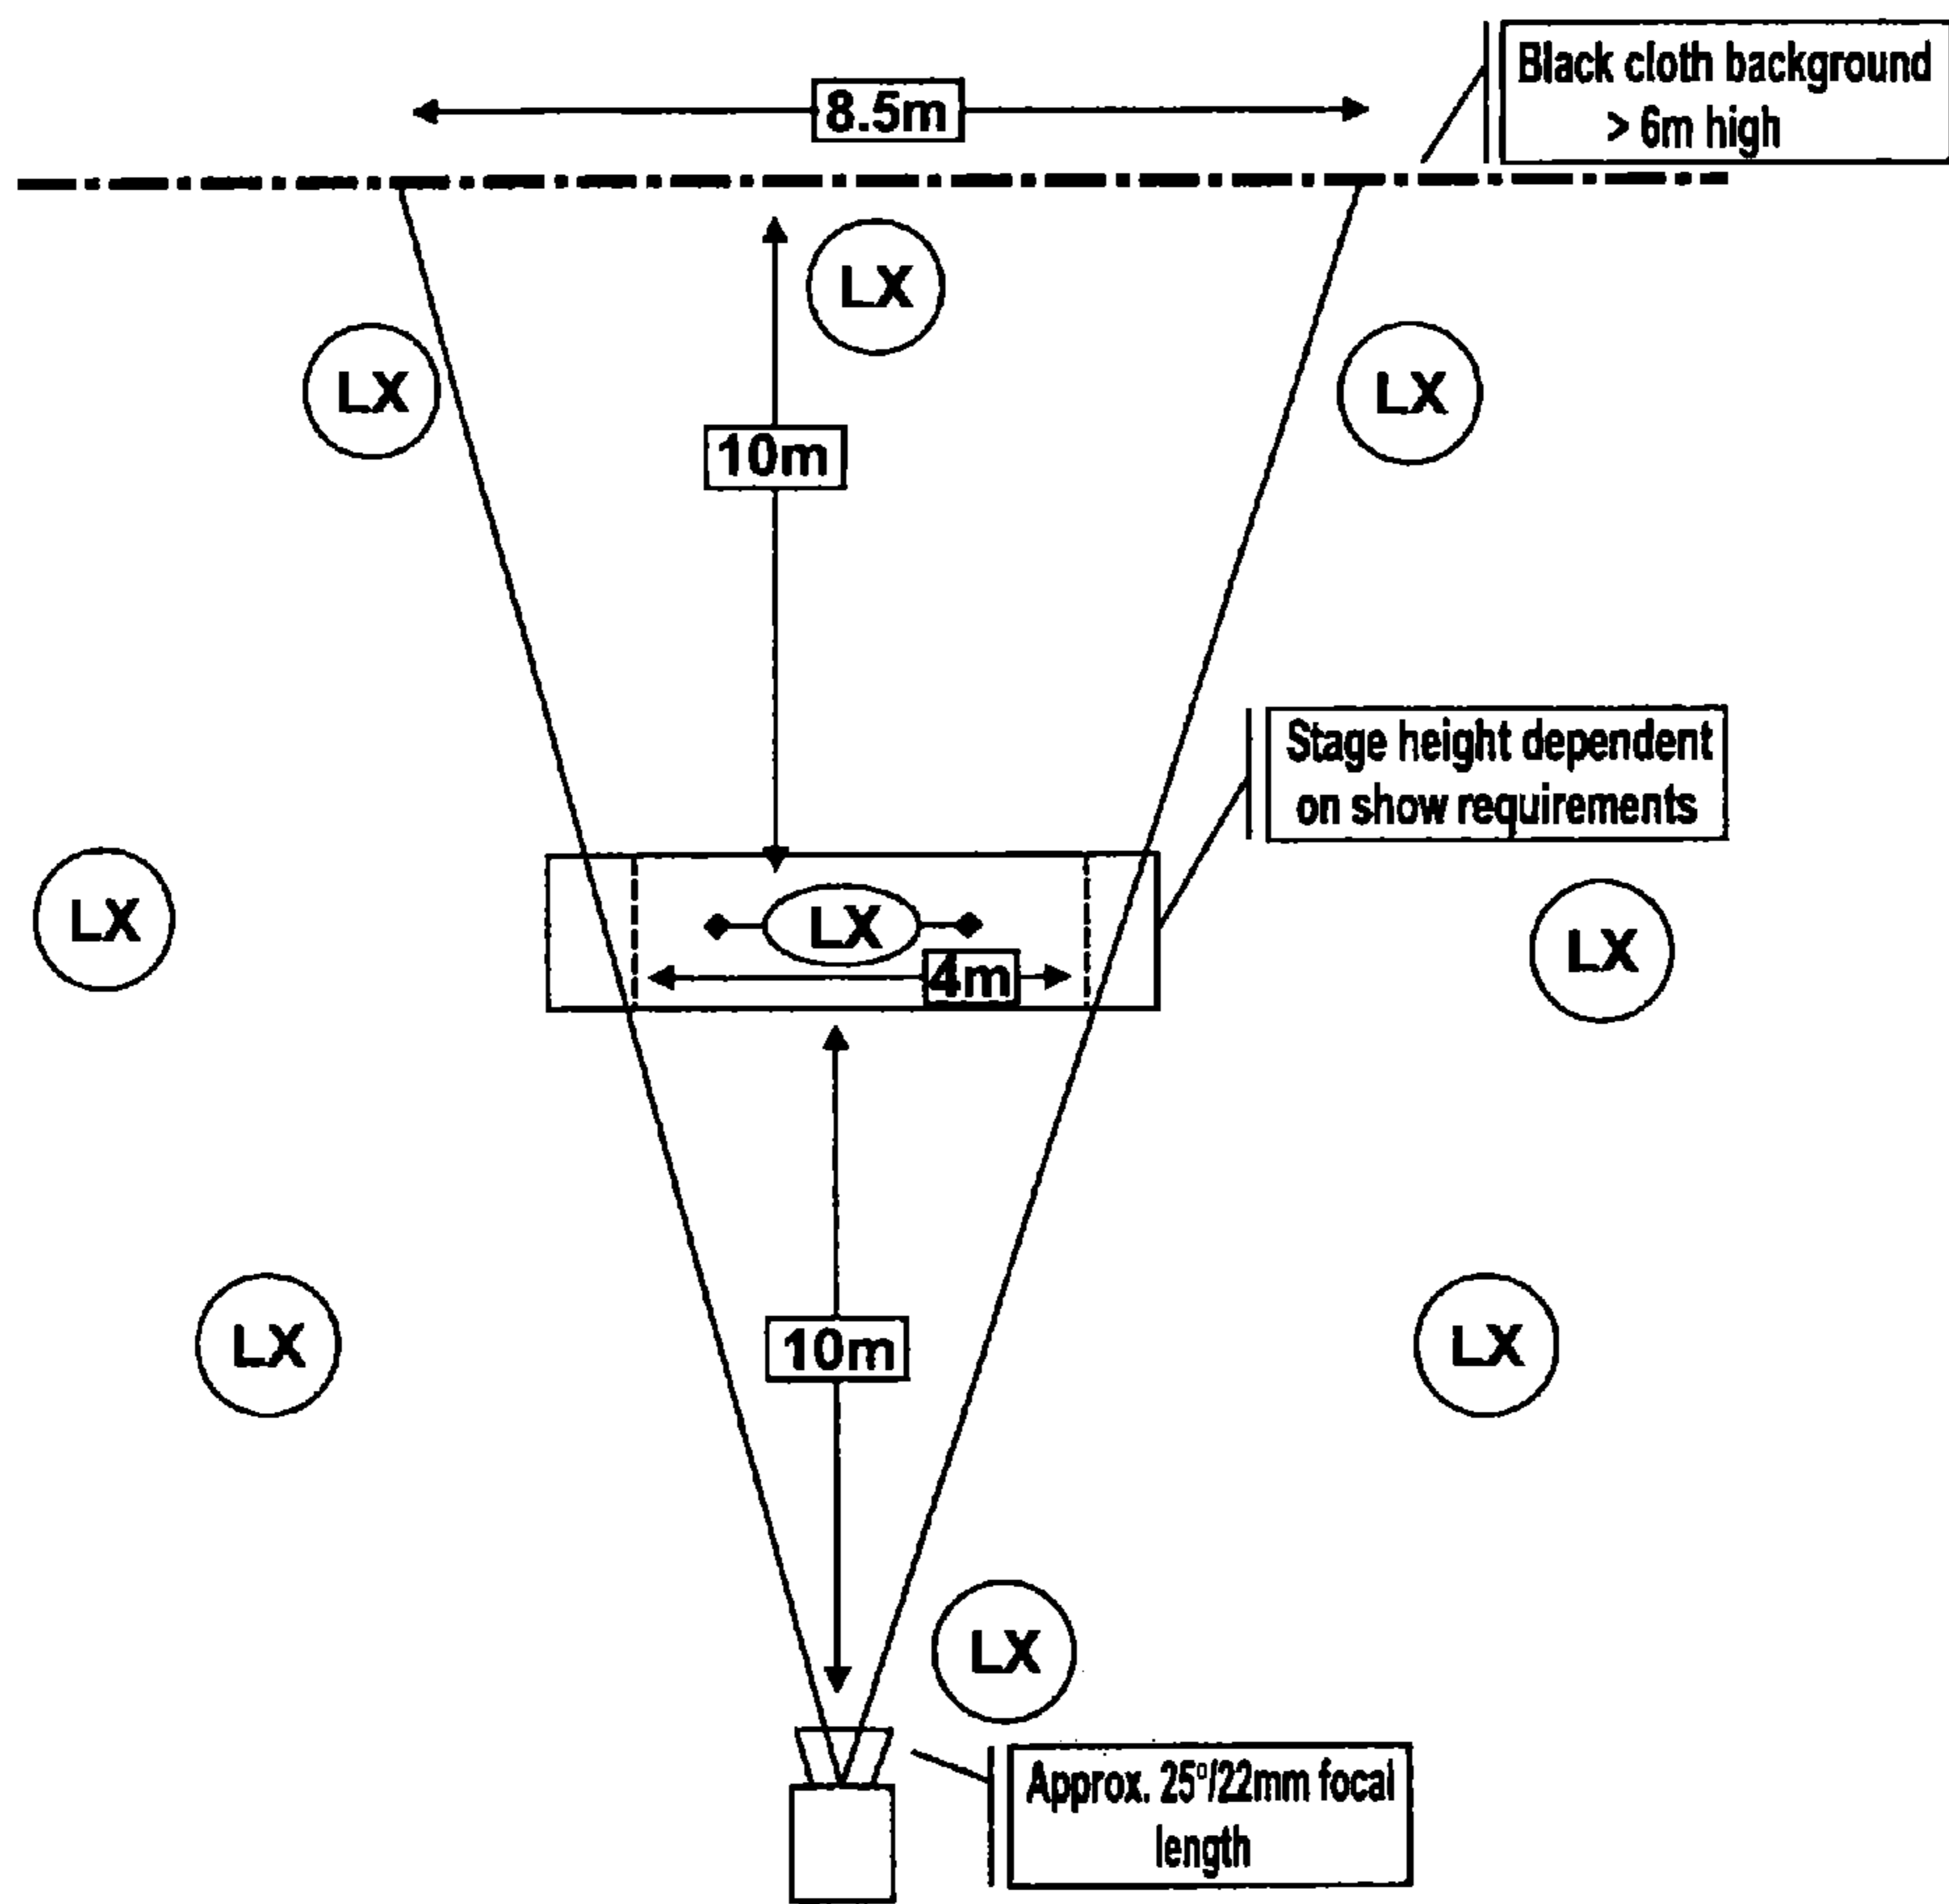 Black cloth background
> 6m high
8.5m
LX
LX
LX
10m
Stage height dependent
on show requirements
LX
LX
LX
4m
LX
LX
10m
LX
Approx. 25º/22mm focal
length